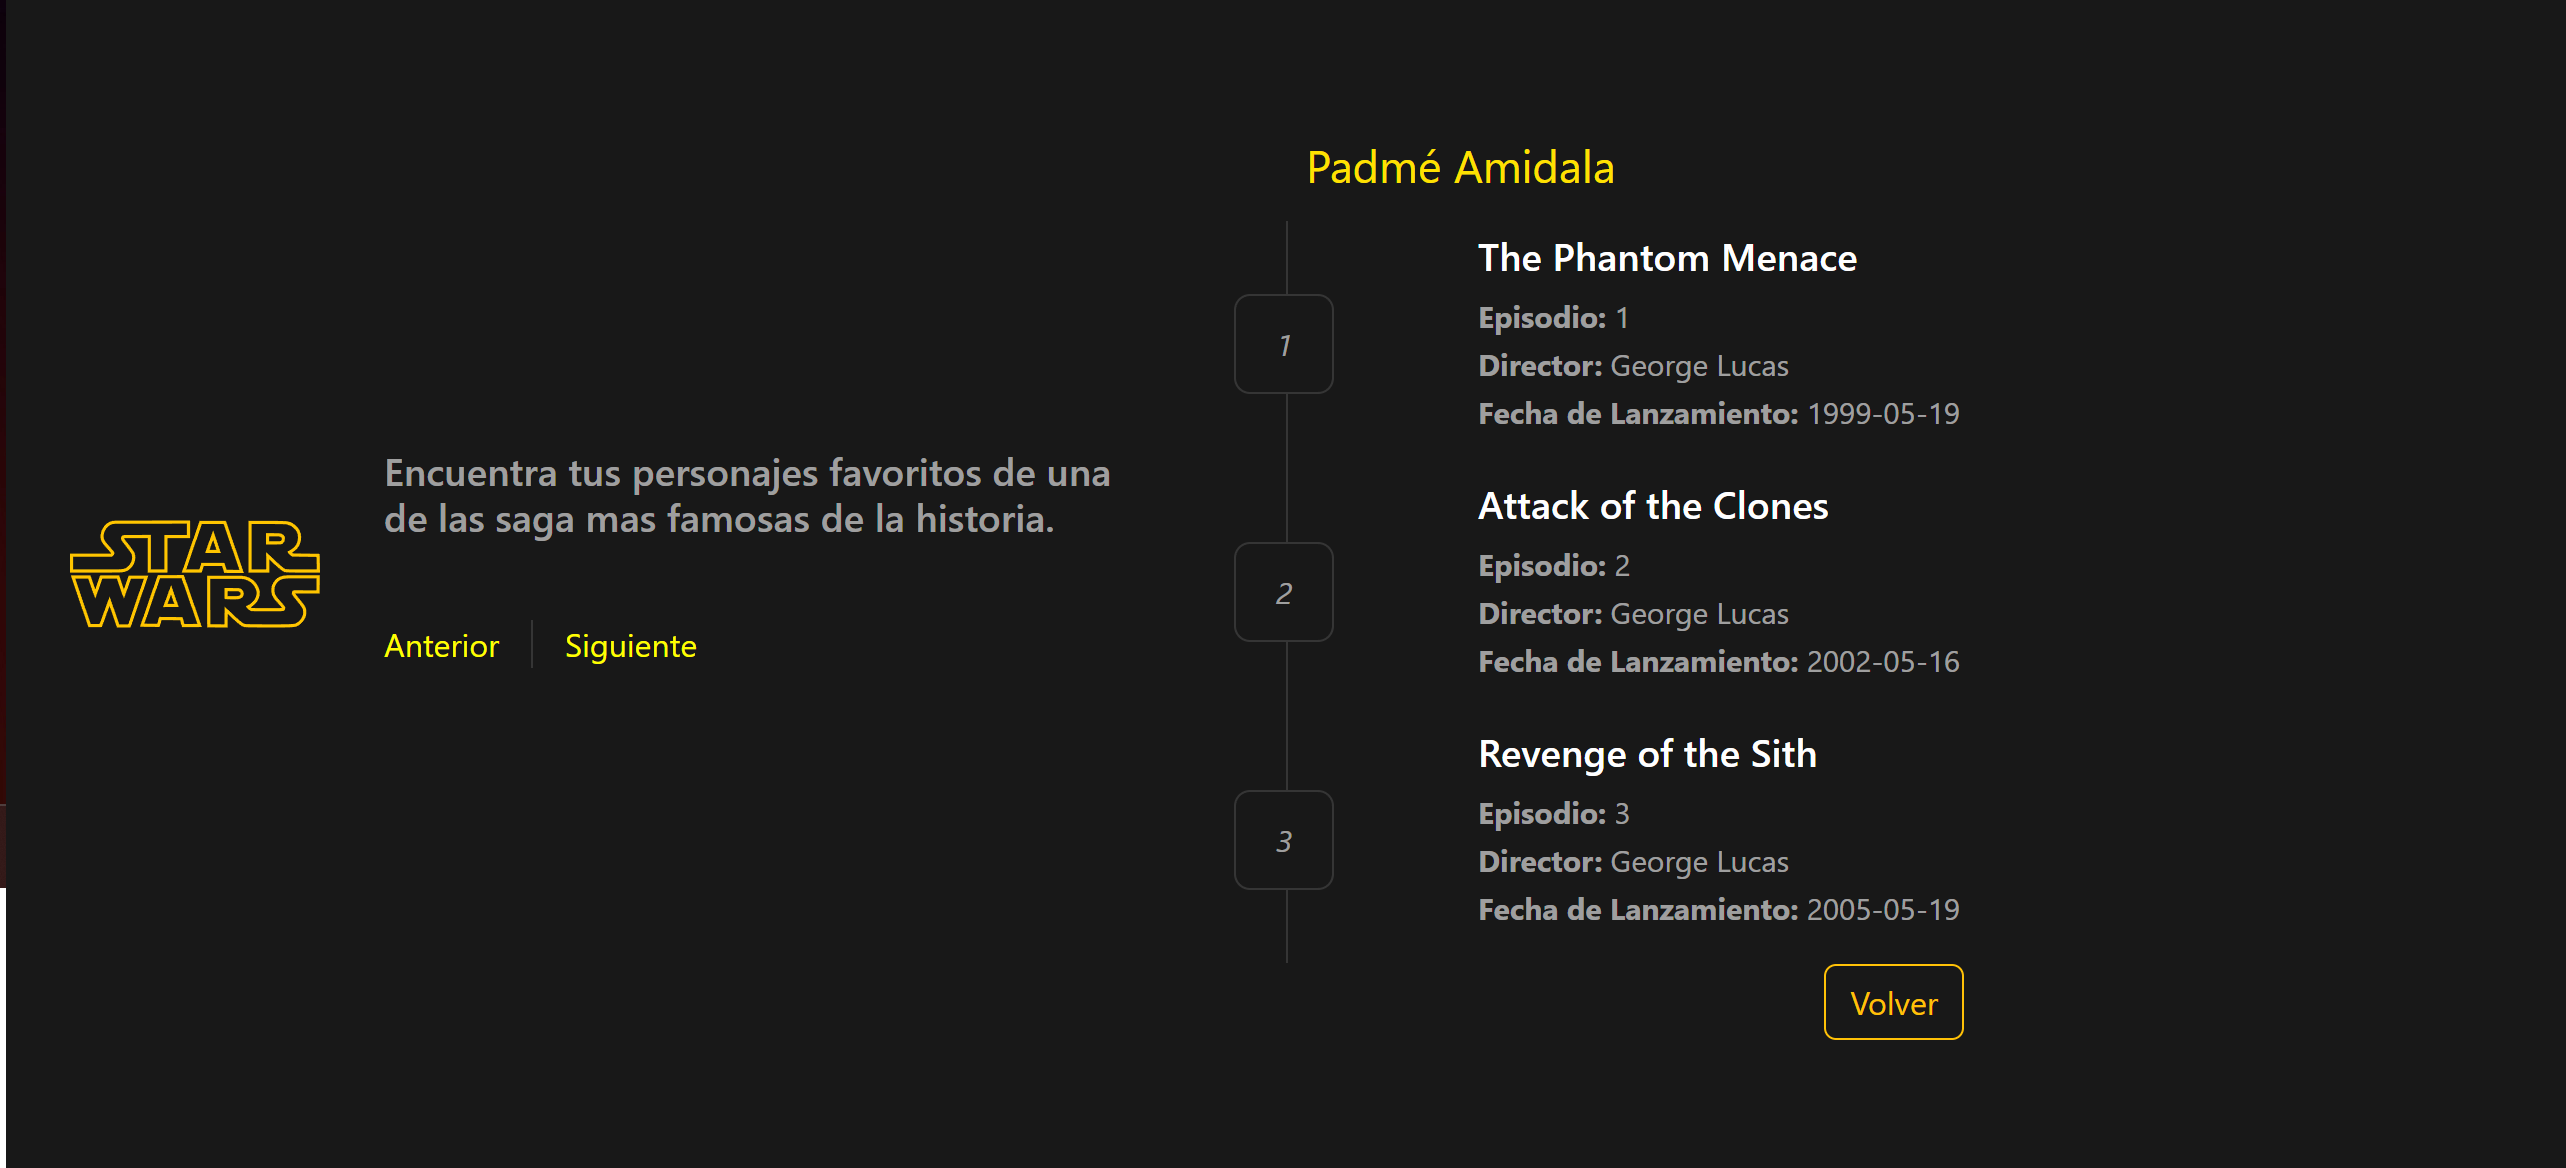 STAR
WARS
Encuentra tus personajes favoritos de una
de las saga mas famosas de la historia.
Anterior
Siguiente
Padmé Amidala
1
The Phantom Menace
Episodio: 1
Director: George Lucas
Fecha de Lanzamiento: 1999-05-19
2
Attack of the Clones
Episodio: 2
Director: George Lucas
Fecha de Lanzamiento: 2002-05-16
3
Revenge of the Sith
Episodio: 3
Director: George Lucas
Fecha de Lanzamiento: 2005-05-19
Volver